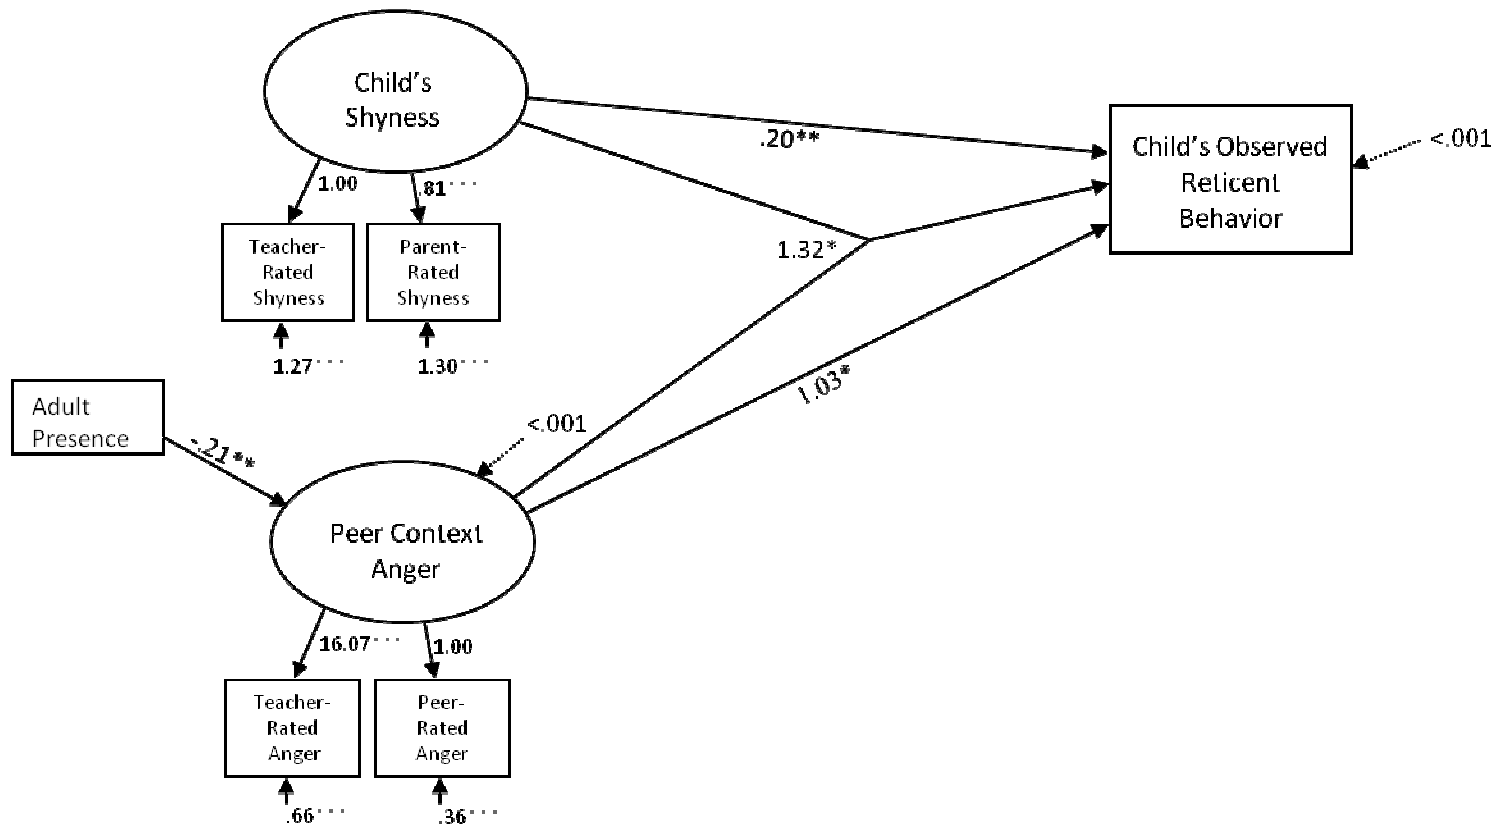 Child's
Shyness
.20**
Child's Observed
Reticent
Behavior
<.001
1.00
.81***
Teacher-
Rated
Shyness
Parent-
Rated
Shyness
1.32*
1.27***
1.30***
Adult
Presence
-.21**
1.03*
<.001
Peer Context
Anger
16.07***
1.00
Teacher-
Rated
Anger
Peer-
Rated
Anger
.66***
.36***